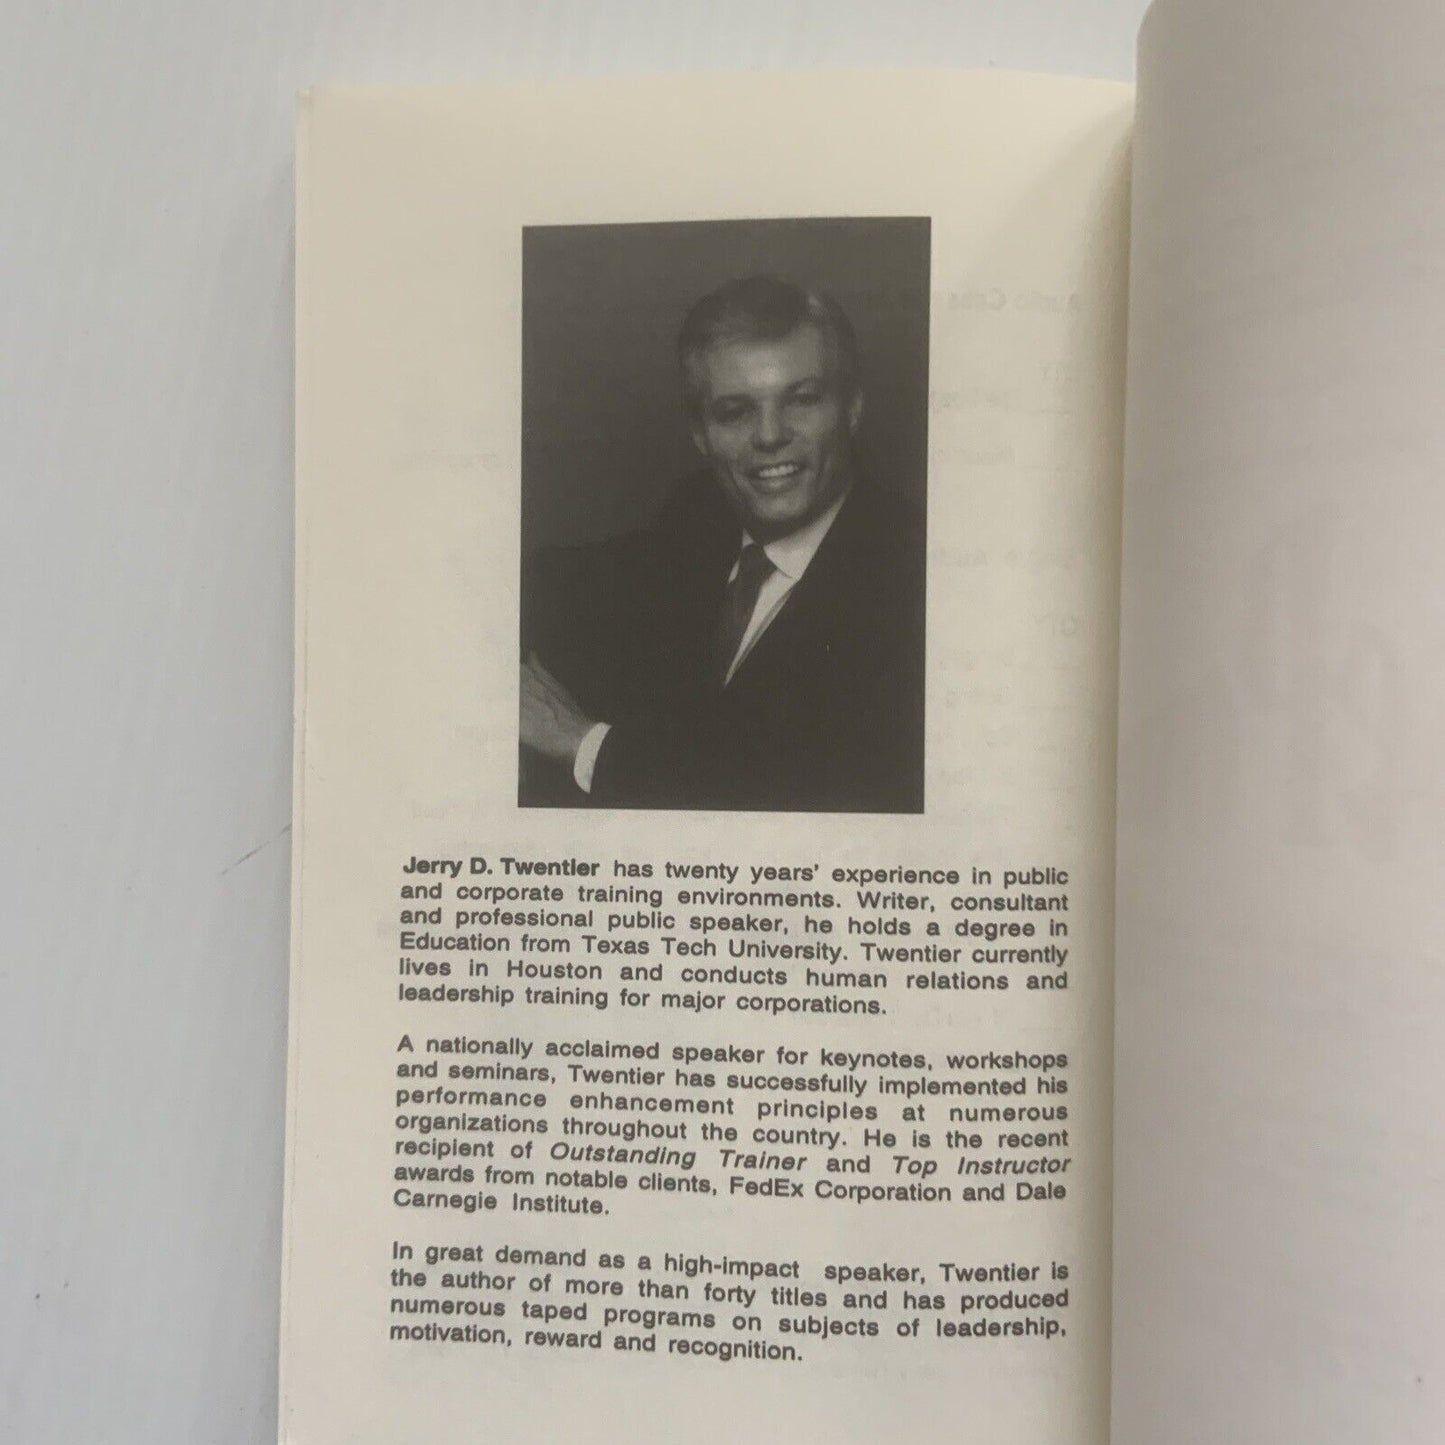 Jerry D. Twentier has twenty years' experience in public
and corporate training environments. Writer, consultant
and professional public speaker, he holds a degree in
Education from Texas Tech University. Twentier currently
lives in Houston and conducts human relations and
leadership training for major corporations.
A nationally acclaimed speaker for keynotes, workshops
and seminars, Twentier has successfully implemented his
performance enhancement principles at numerous
organizations throughout the country. He is the recent
recipient of Outstanding Trainer and Top Instructor
awards from notable clients, FedEx Corporation and Dale
Carnegie Institute.
In great demand as a high-impact speaker, Twentier is
the author of more than forty titles and has produced
numerous taped programs on subjects of leadership,
motivation, reward and recognition.